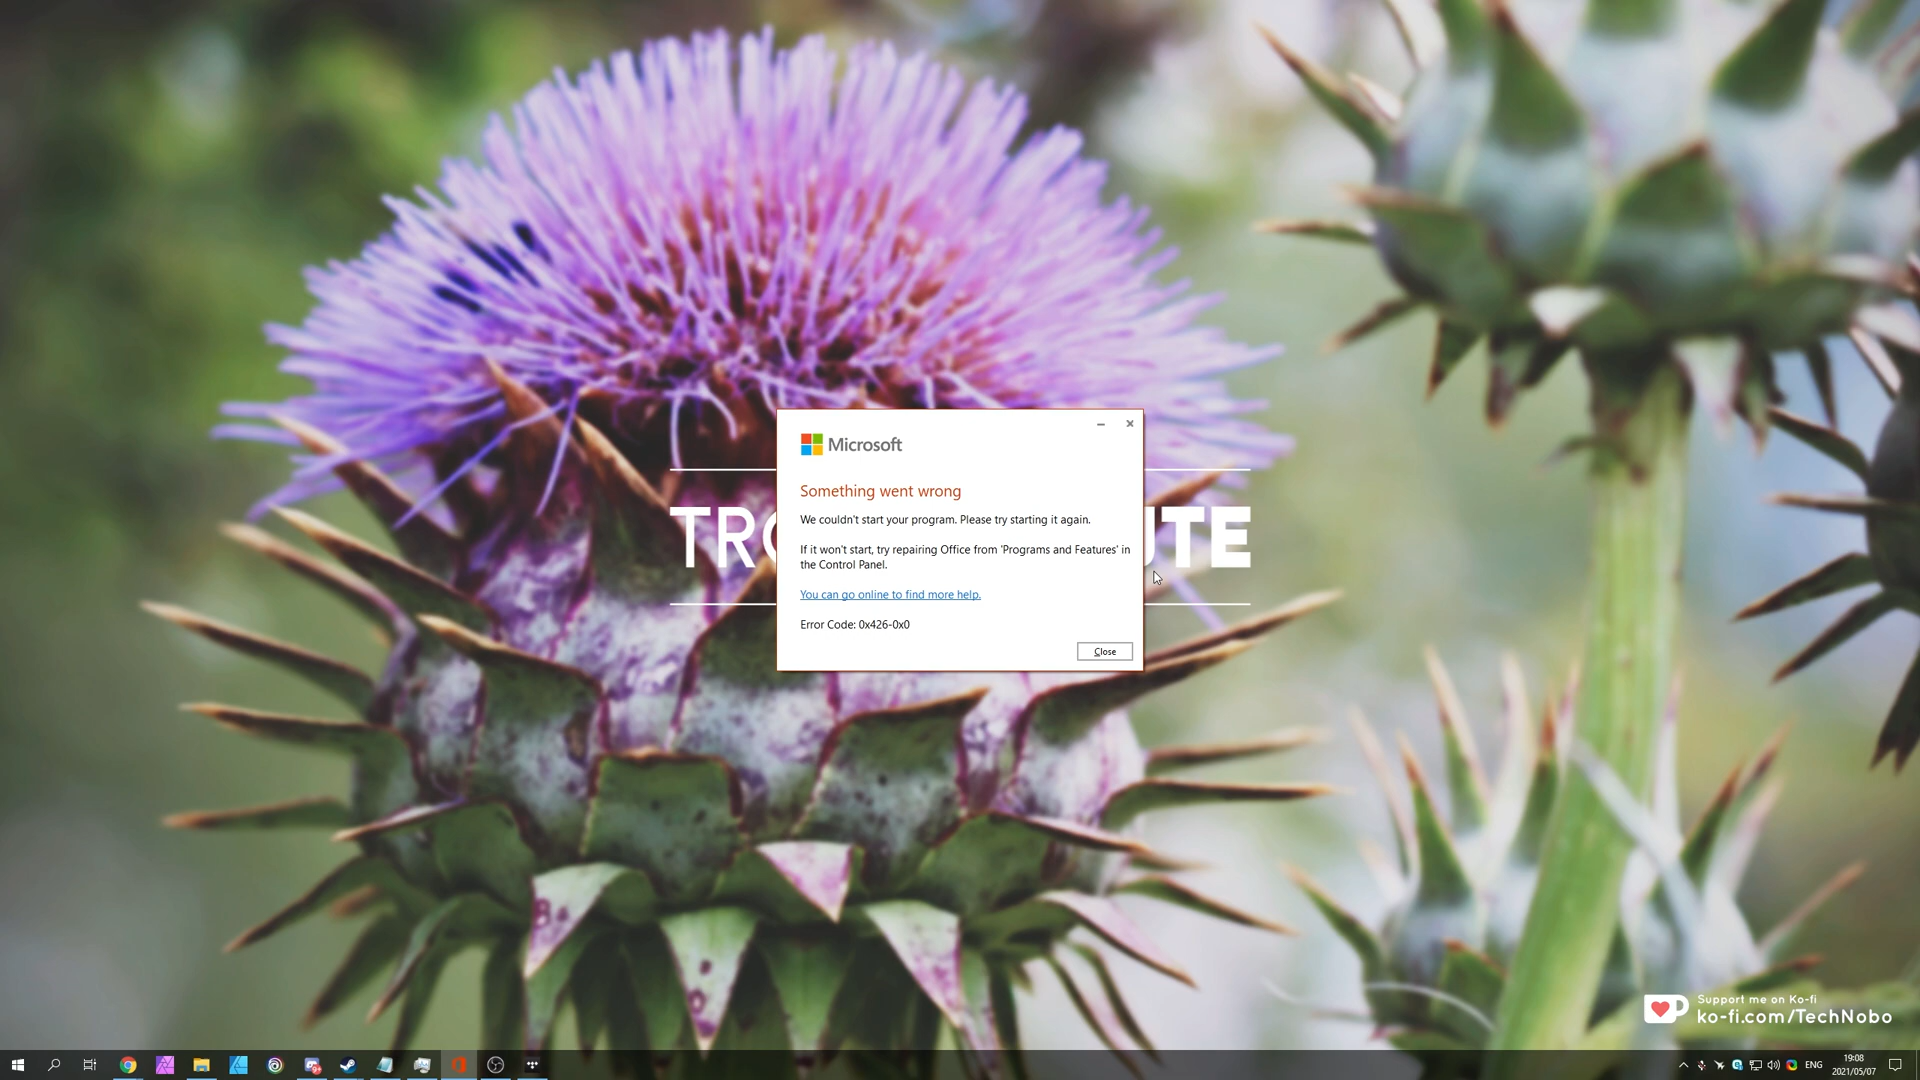 Microsoft
Something went wrong
We couldn't start your program. Please try starting it again.
If it won't start, try repairing Office from 'Programs and Features' in
the Control Panel.
You can go online to find more help.
Error Code: 0x426-0x0
Close
Support me on Ko-fi
ko-fi.com/TechNobo
ENG
19:08
2021/05/07